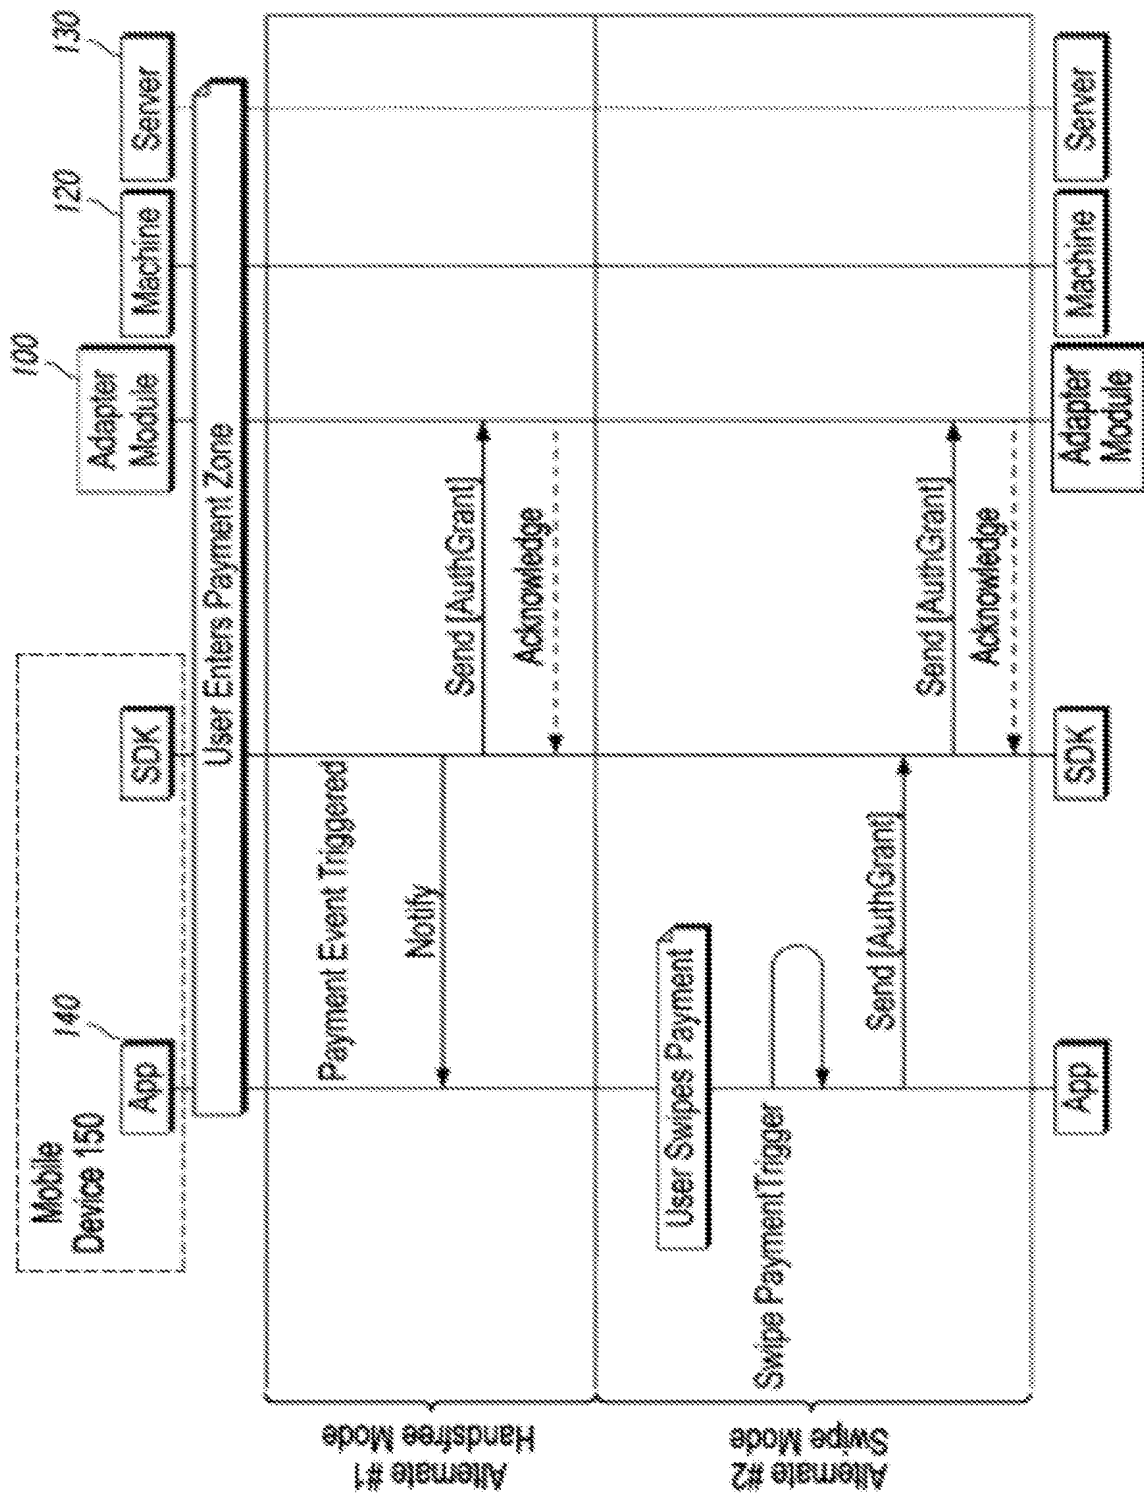 Mobile
Device 150
140
App
SDK
100
Adapter
Module
120
Machine
130
Server
User Enters Payment Zone
Alternate #1
Handsfree Mode
Payment Event Triggered
Notify
Send [AuthGrant]
Acknowledge
Alternate #2
Swipe Mode
User Swipes Payment
Swipe PaymentTrigger
Send [AuthGrant]
Send [AuthGrant]
Acknowledge
App
SDK
Adapter
Module
Machine
Server